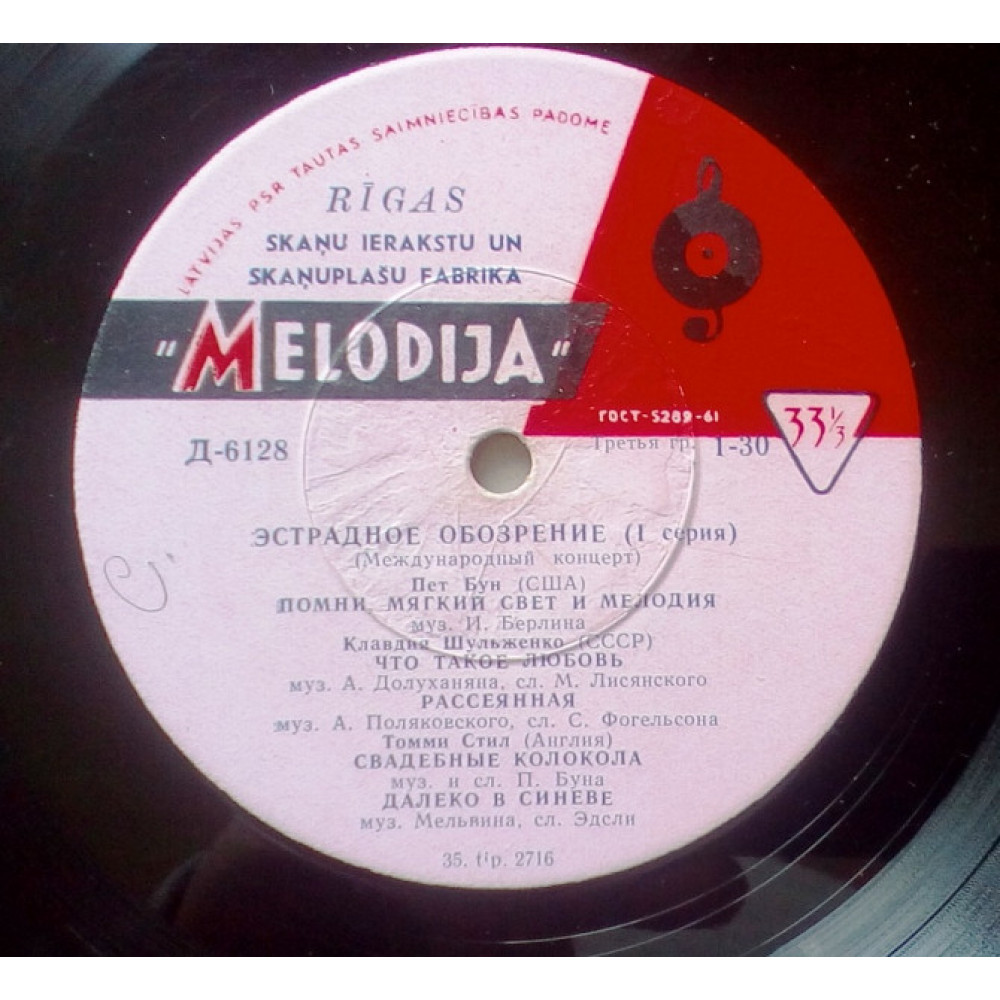 LATVIJAS PSR TAUTAS SAIMNIECĪBAS PADOME
RĪGAS
SKAŅU IERAKSTU UN
SKAŅUPLAŠU FABRIKA
"MELODIJA"
ГОСТ-5289-61
33⅓
Д-6128
Третья гр. 1-30
ЭСТРАДНОЕ ОБОЗРЕНИЕ (I серия)
(Международный концерт)
Пет Бун (США)
ПОМНИ, МЯГКИЙ СВЕТ И МЕЛОДИЯ
муз. И. Берлина
Клавдия Шульженко (СССР)
ЧТО ТАКОЕ ЛЮБОВЬ
муз. А. Долуханяна, сл. М. Лисянского
РАССЕЯННАЯ
муз. А. Поляковского, сл. С. Фогельсона
Томми Стил (Англия)
СВАДЕБНЫЕ КОЛОКОЛА
муз. и сл. П. Буна
ДАЛЕКО В СИНЕВЕ
муз. Мельвина, сл. Эдсли
35. tip. 2716